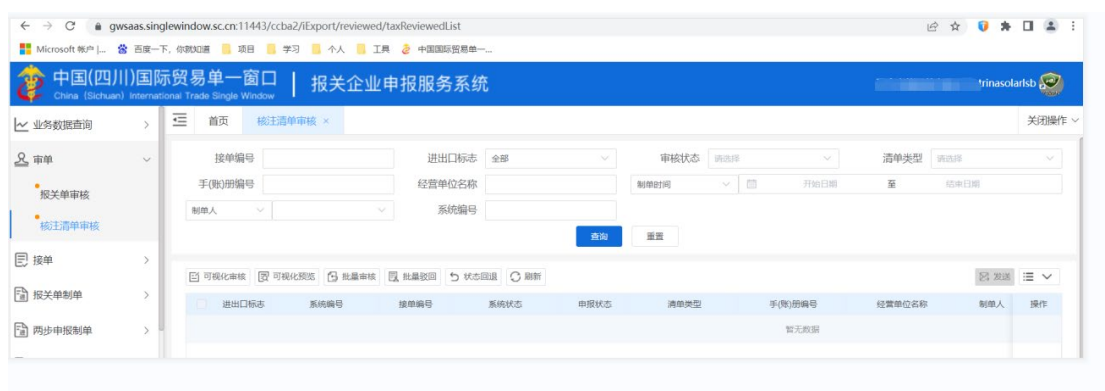 gwsaas.singlewindow.sc.cn:11443/ccba2/iExport/reviewed/taxReviewedList
Microsoft 帐户 |... 百度一下,你就知道 项目 学习 个人 工具 中国国际贸易单一...
中国(四川)国际贸易单一窗口 | 报关企业申报服务系统
China (Sichuan) International Trade Single Window
trinasolarlsb
业务数据查询
首页 核注清单审核 × 关闭操作
审单
接单编号 进出口标志 全部 审核状态 请选择 清单类型 请选择
报关单审核
手(账)册编号 经营单位名称 制单时间 开始日期 至 结束日期
核注清单审核
制单人 系统编号
查询 重置
接单
可视化审核 可视化预览 批量审核 批量驳回 状态回退 刷新 发送
报关单制单
进出口标志 系统编号 接单编号 系统状态 申报状态 清单类型 手(账)册编号 经营单位名称 制单人 操作
暂无数据
两步申报制单